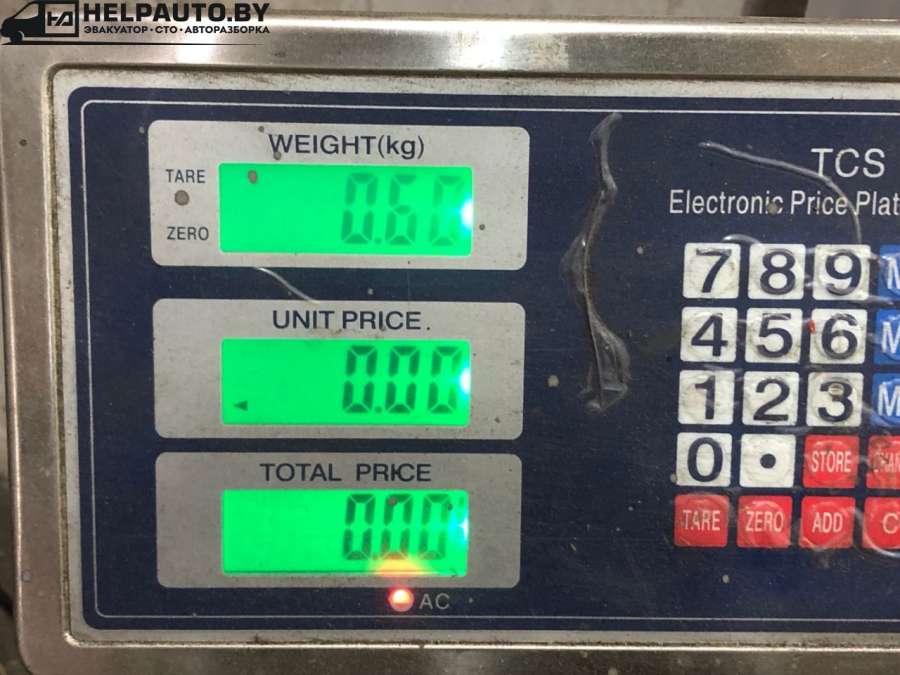 HELPAUTO.BY
ЭВАКУАТОР · СТО · АВТОРАЗБОРКА
WEIGHT(kg)
TARE
0.60
ZERO
UNIT PRICE.
0.00
TOTAL PRICE
0.00
AC
TCS
Electronic Price
7 8 9 M
4 5 6 M
1 2 3 M
0 . STORE
TARE ZERO ADD C